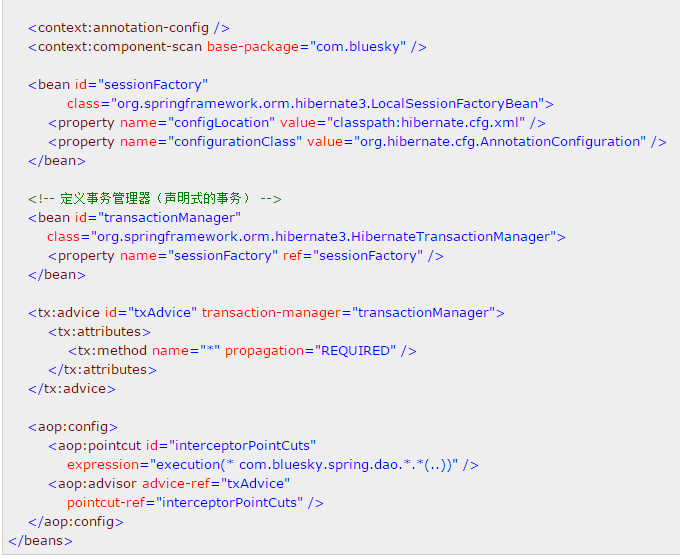 <context:annotation-config />
<context:component-scan base-package="com.bluesky" />
<bean id="sessionFactory"
class="org.springframework.orm.hibernate3.LocalSessionFactoryBean">
<property name="configLocation" value="classpath:hibernate.cfg.xml" />
<property name="configurationClass" value="org.hibernate.cfg.AnnotationConfiguration" />
</bean>
<!-- 定义事务管理器（声明式的事务） -->
<bean id="transactionManager"
class="org.springframework.orm.hibernate3.HibernateTransactionManager">
<property name="sessionFactory" ref="sessionFactory" />
</bean>
<tx:advice id="txAdvice" transaction-manager="transactionManager">
<tx:attributes>
<tx:method name="*" propagation="REQUIRED" />
</tx:attributes>
</tx:advice>
<aop:config>
<aop:pointcut id="interceptorPointCuts"
expression="execution(* com.bluesky.spring.dao.*.*(..))" />
<aop:advisor advice-ref="txAdvice"
pointcut-ref="interceptorPointCuts" />
</aop:config>
</beans>